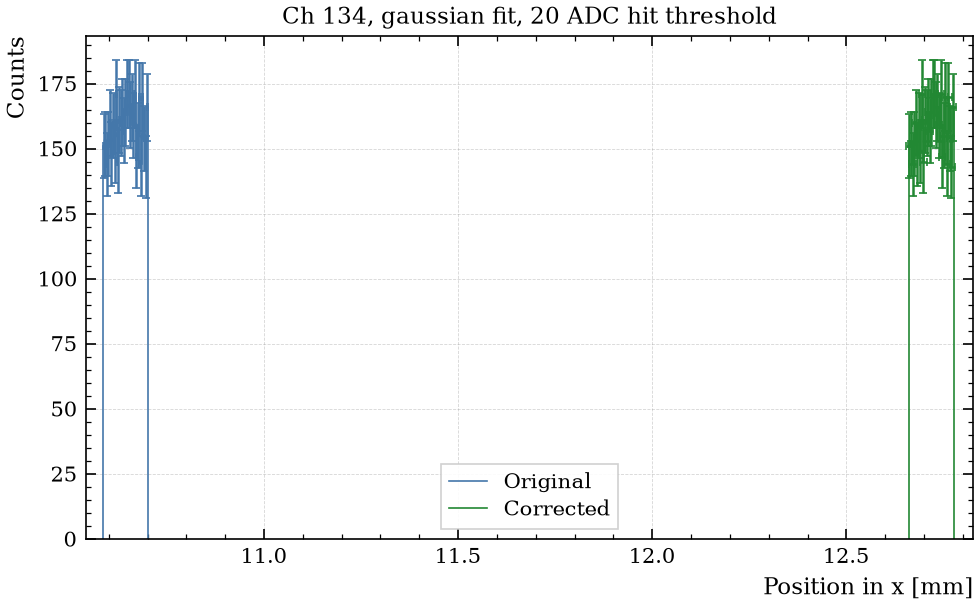 Ch 134, gaussian fit, 20 ADC hit threshold
Counts
175
150
125
100
75
50
25
0
Original
Corrected
11.0 11.5 12.0 12.5
Position in x [mm]